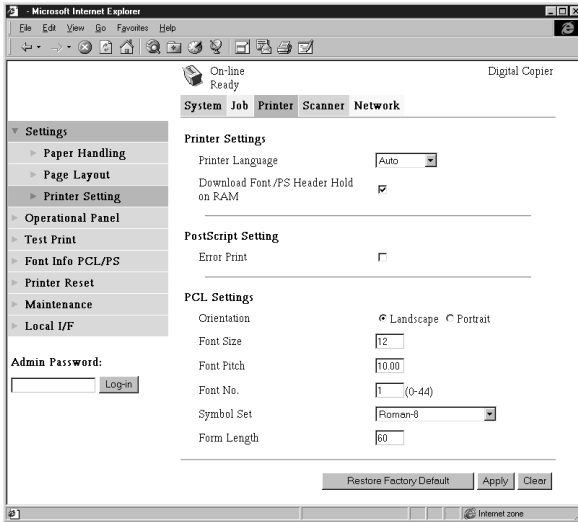 - Microsoft Internet Explorer
File Edit View Go Favorites Help
On-line
Ready
Digital Copier
System Job Printer Scanner Network
Settings
Paper Handling
Page Layout
Printer Setting
Operational Panel
Test Print
Font Info PCL/PS
Printer Reset
Maintenance
Local I/F
Admin Password:
Log-in
Printer Settings
Printer Language Auto
Download Font /PS Header Hold
on RAM
PostScript Setting
Error Print
PCL Settings
Orientation Landscape Portrait
Font Size 12
Font Pitch 10.00
Font No. 1 (0-44)
Symbol Set Roman-8
Form Length 60
Restore Factory Default Apply Clear
Internet zone